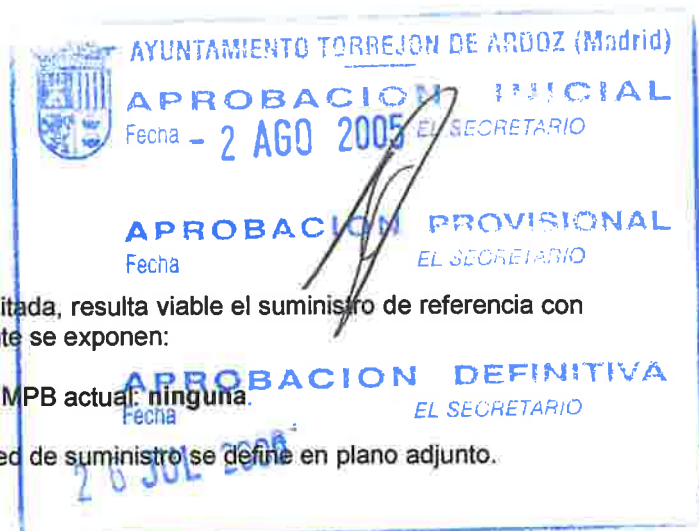 AYUNTAMIENTO TORREJON DE ARDOZ (Madrid)
APROBACION INICIAL
Fecha - 2 AGO 2005 EL SECRETARIO
APROBACION PROVISIONAL
Fecha EL SECRETARIO
itada, resulta viable el suministro de referencia con
te se exponen:
APROBACION DEFINITIVA
MPB actual: ninguna.
Fecha EL SECRETARIO
ed de suministro se define en plano adjunto.
JUL